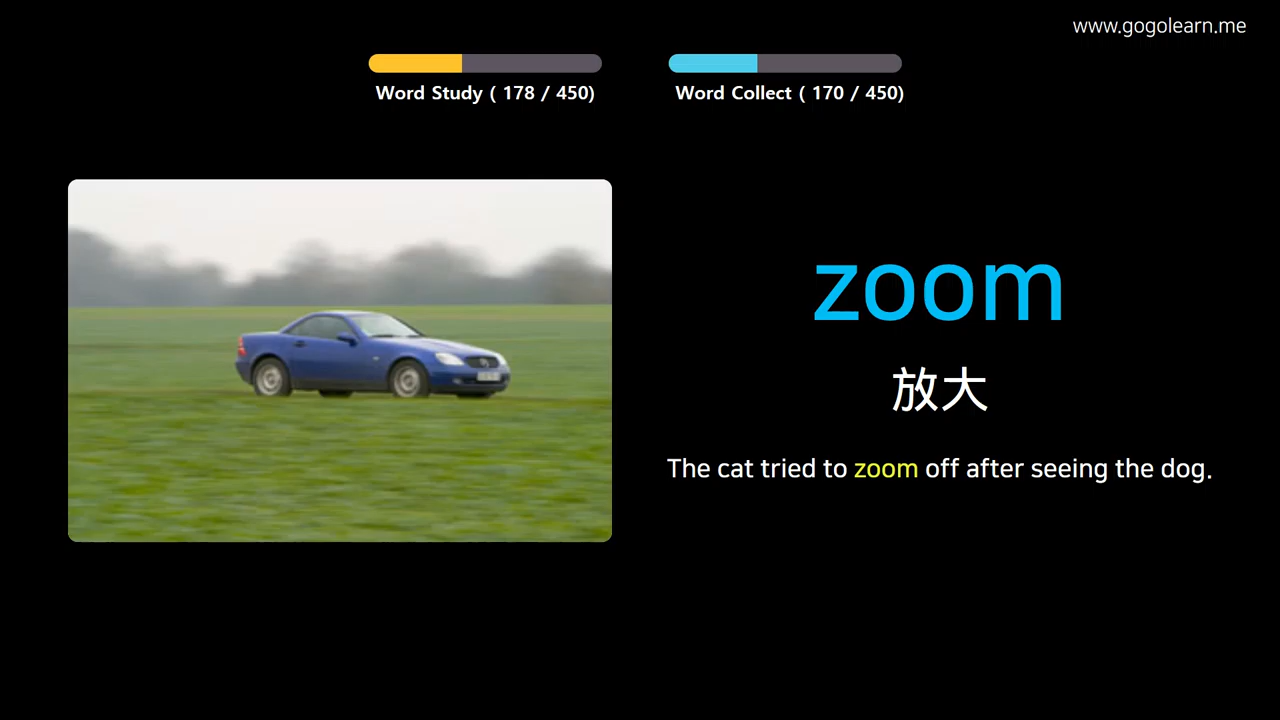 www.gogolearn.me
Word Study ( 178 / 450)
Word Collect ( 170 / 450)
zoom
放大
The cat tried to zoom off after seeing the dog.